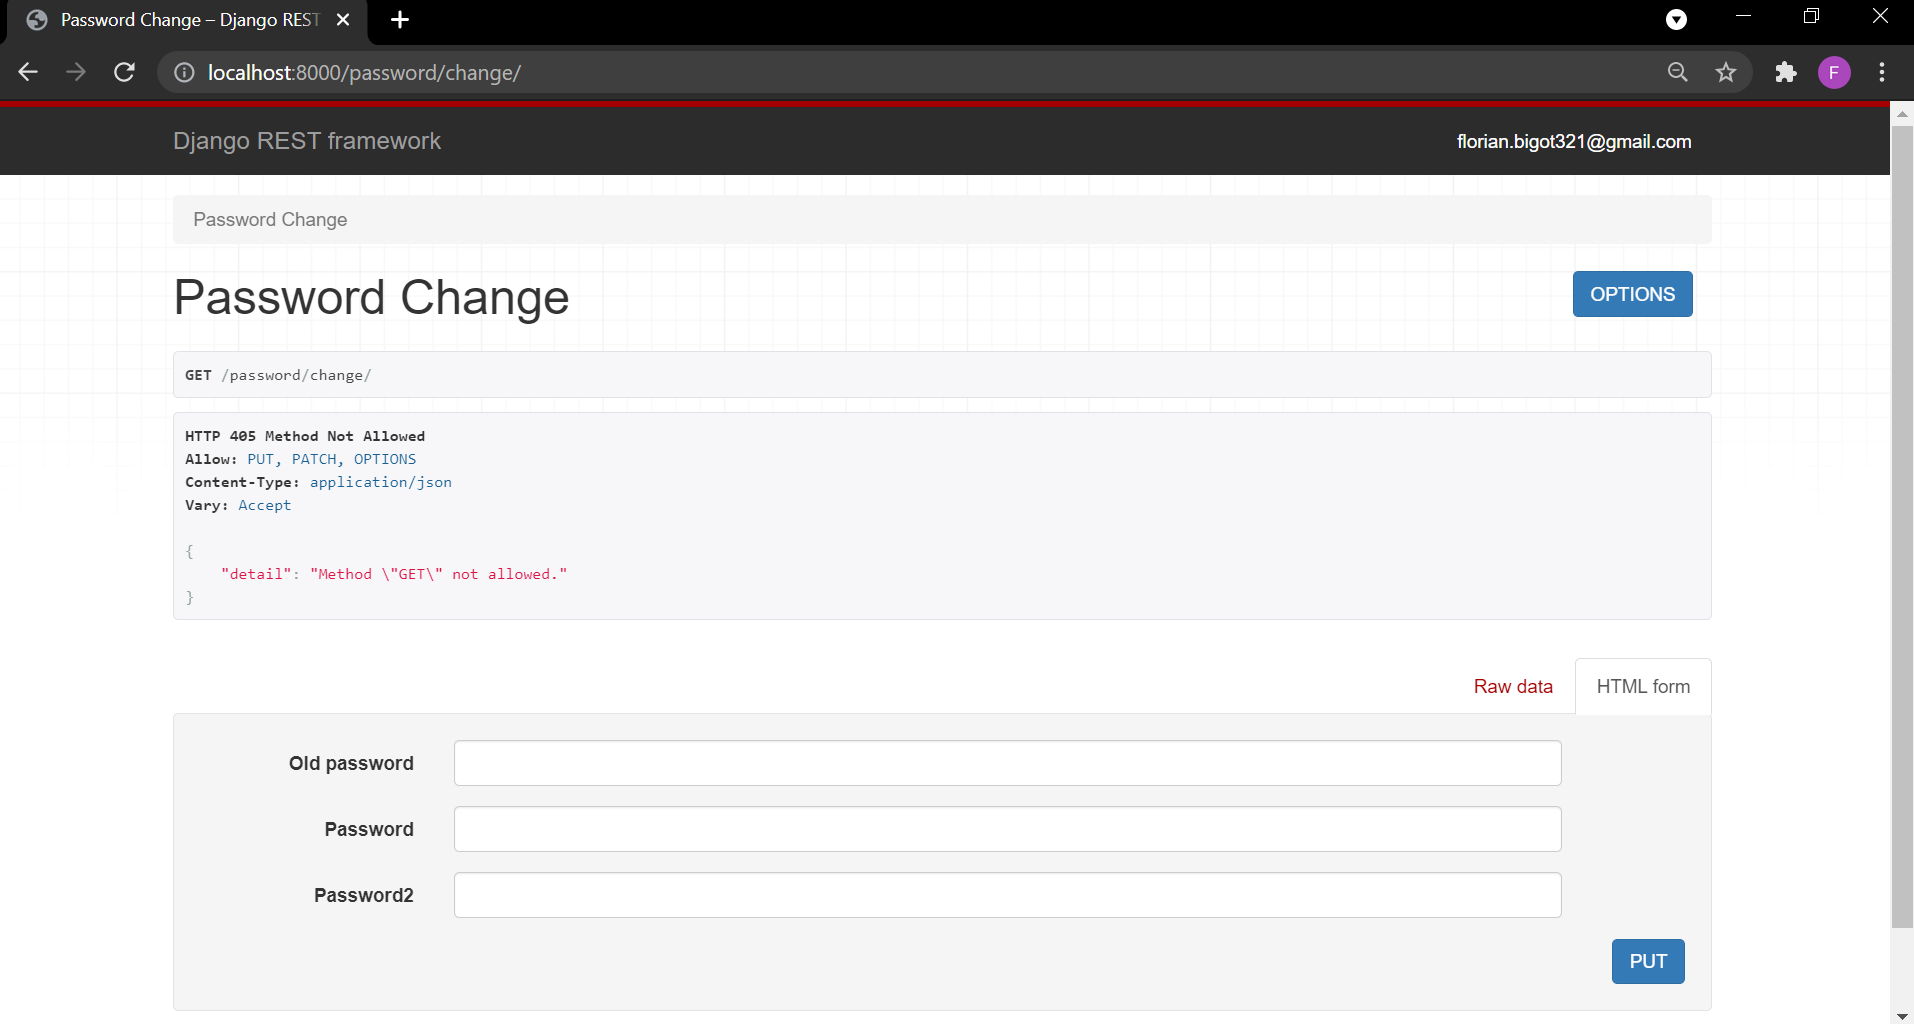 Password Change – Django REST
localhost:8000/password/change/
F
Django REST framework
florian.bigot321@gmail.com
Password Change
Password Change
OPTIONS
GET /password/change/
HTTP 405 Method Not Allowed
Allow: PUT, PATCH, OPTIONS
Content-Type: application/json
Vary: Accept
{
"detail": "Method \"GET\" not allowed."
}
Raw data
HTML form
Old password
Password
Password2
PUT